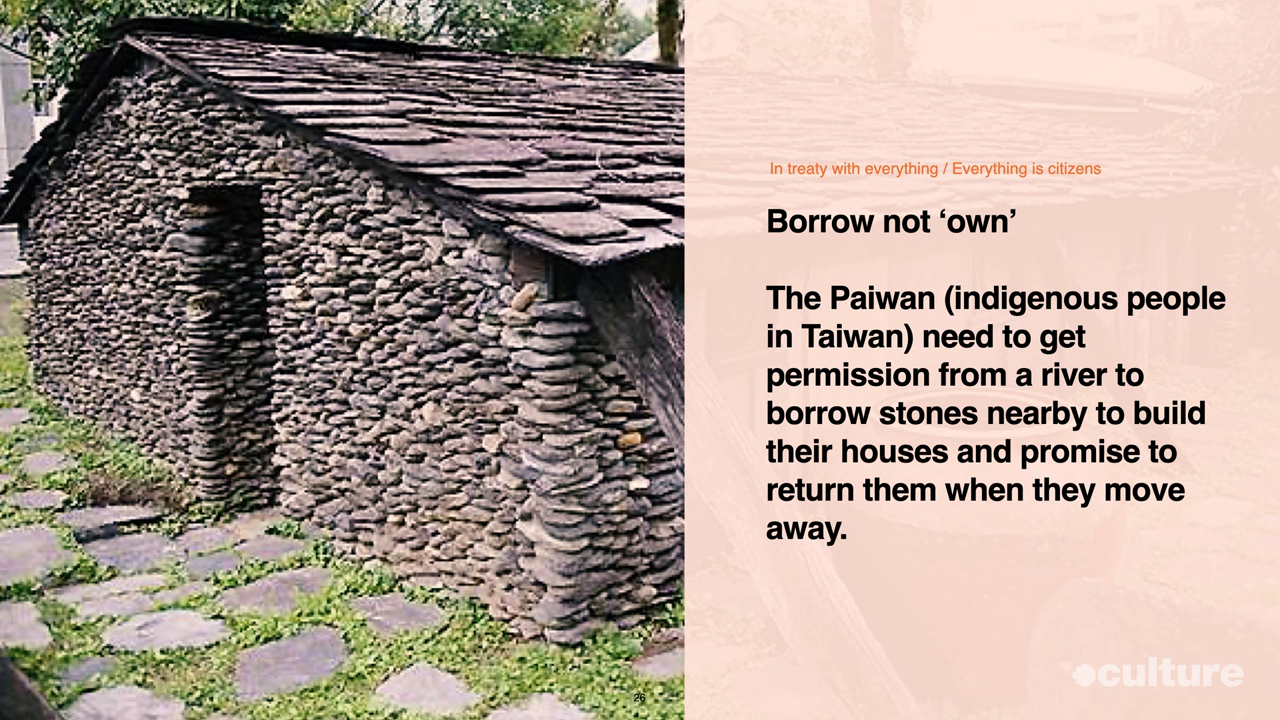 In treaty with everything / Everything is citizens
Borrow not ‘own’
The Paiwan (indigenous people
in Taiwan) need to get
permission from a river to
borrow stones nearby to build
their houses and promise to
return them when they move
away.
culture
26